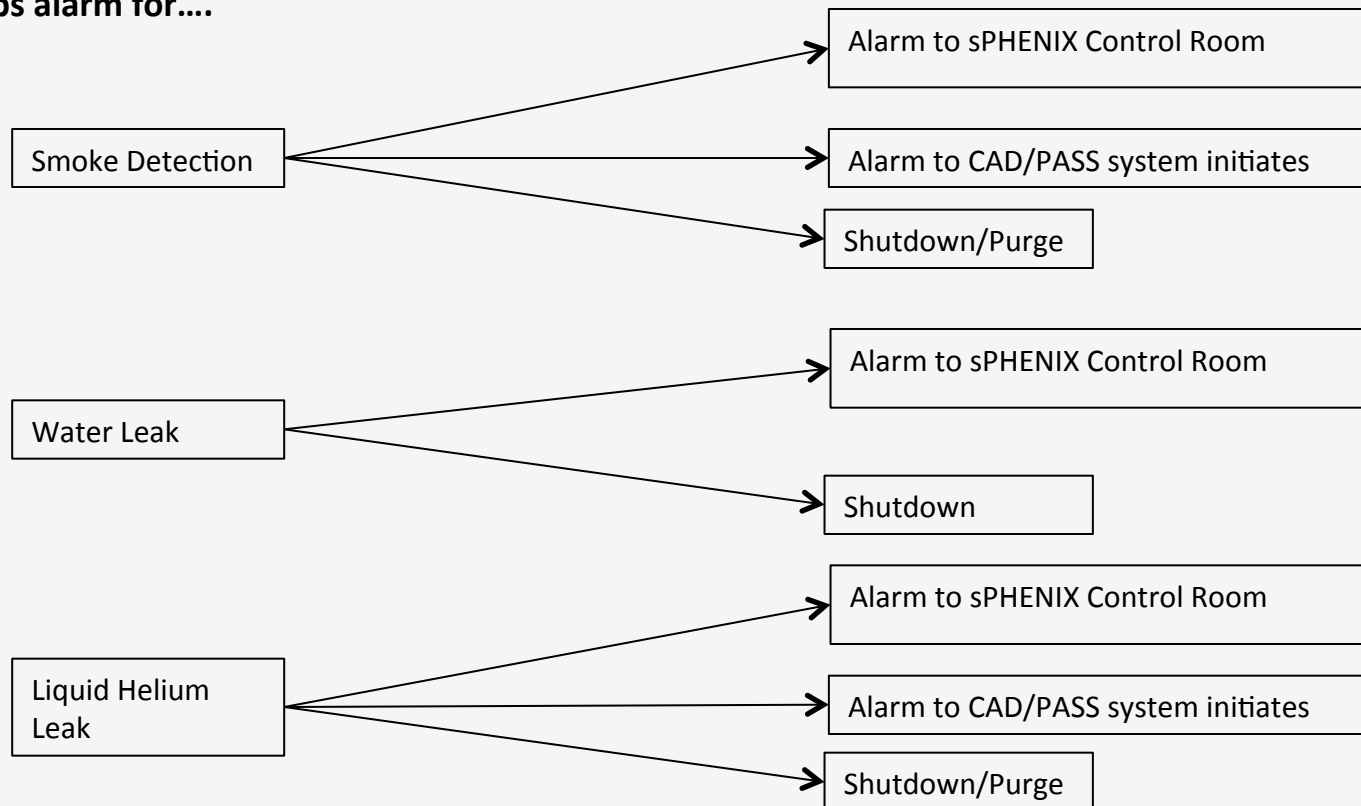 alarm for….
Alarm to sPHENIX Control Room
Smoke Detection
Alarm to CAD/PASS system initiates
Shutdown/Purge
Alarm to sPHENIX Control Room
Water Leak
Shutdown
Alarm to sPHENIX Control Room
Liquid Helium
Leak
Alarm to CAD/PASS system initiates
Shutdown/Purge